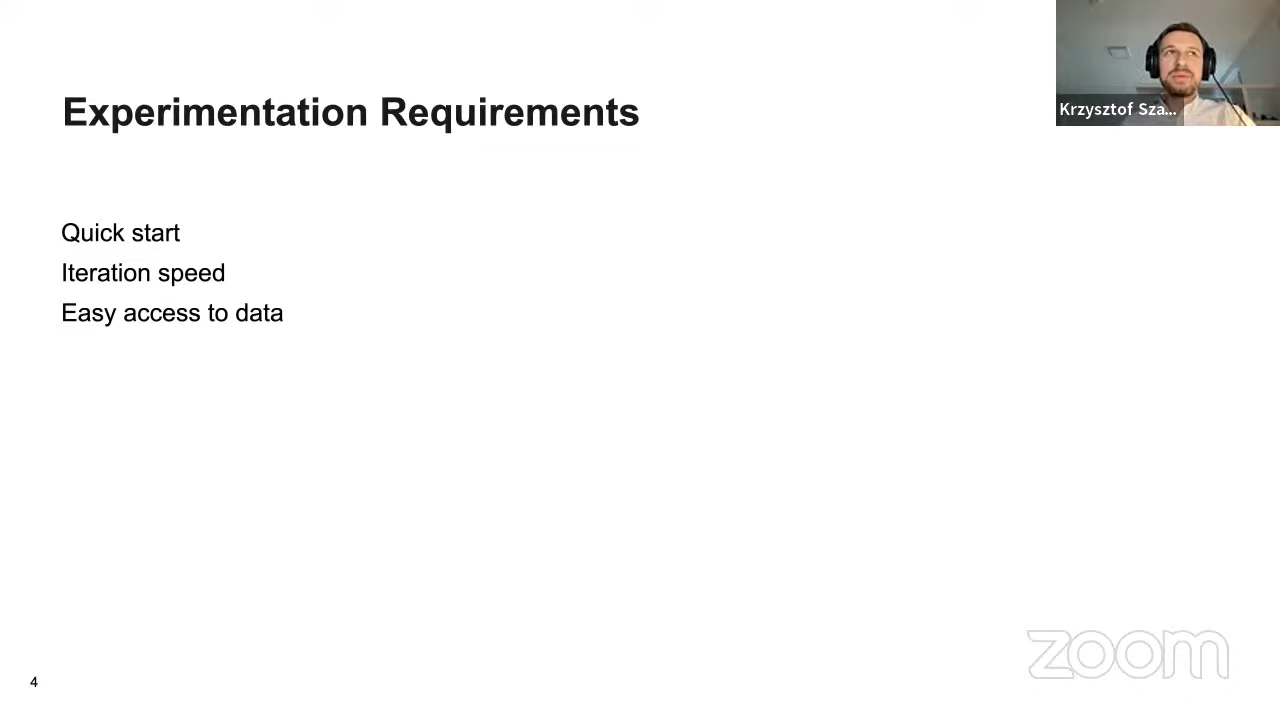 Experimentation Requirements
Krzysztof Sza...
Quick start
Iteration speed
Easy access to data
zoom
4